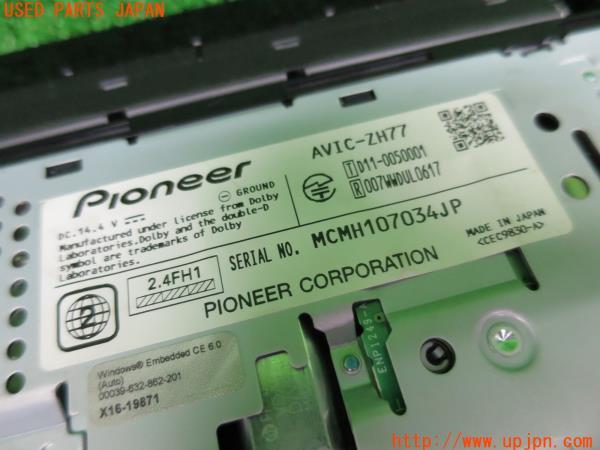 USED PARTS JAPAN
Pioneer
AVIC-ZH77
DC.14.4 V
GROUND
T D11-0050001
R 007WWDUL0617
Manufactured under license from Dolby
Laboratories.Dolby and the double-D
symbol are trademarks of Dolby
Laboratories.
SERIAL NO. MCMH107034JP
MADE IN JAPAN
<CEC9830-A>
2
2.4FH1
PIONEER CORPORATION
Windows® Embedded CE 6.0
(Auto)
00039-632-862-201
X16-19871
ENP1249-
http://www.upjpn.com